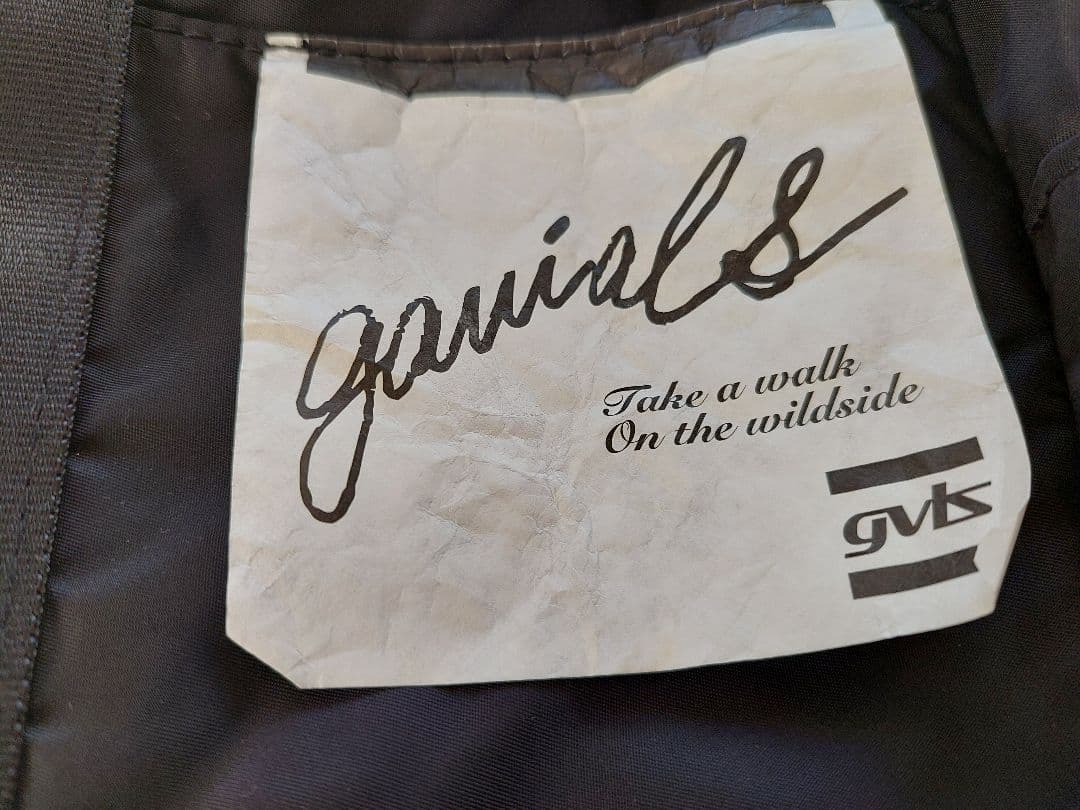 gavials
Take a walk
On the wildside
gvls